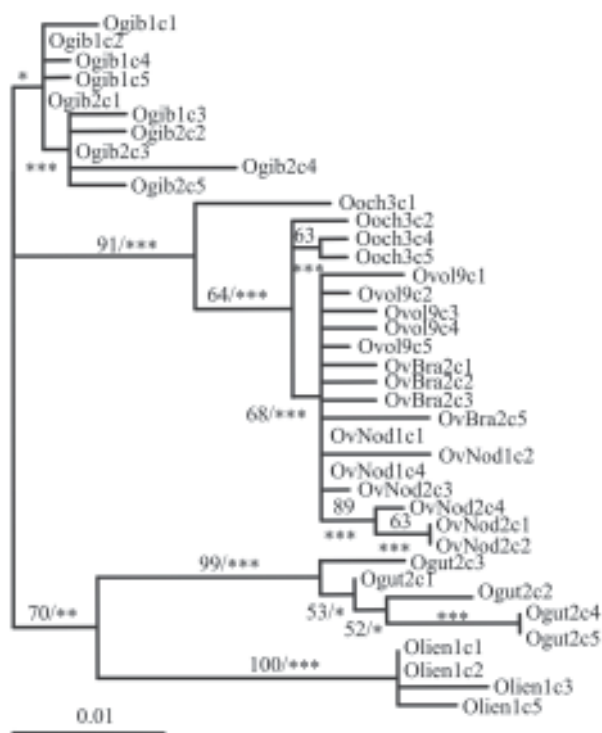 Ogib1c1
Ogib1c2
Ogib1c4
*
Ogib1c5
Ogib2c1
Ogib1c3
Ogib2c2
Ogib2c3
***
Ogib2c4
Ogib2c5
Ooch3c1
Ooch3c2
63
Ooch3c4
91/***
Ooch3c5
***
Ovol9c1
64/***
Ovol9c2
Ovol9c3
Ovol9c4
Ovol9c5
OvBra2c1
OvBra2c2
OvBra2c3
68/***
OvBra2c5
OvNod1c1
OvNod1c2
OvNod1c4
OvNod2c3
89
OvNod2c4
63
OvNod2c1
***
***
OvNod2c2
99/***
Ogut2c3
Ogut2c1
Ogut2c2
70/**
53/*
***
Ogut2c4
52/*
Ogut2c5
Olien1c1
100/***
Olien1c2
Olien1c3
Olien1c5
0.01